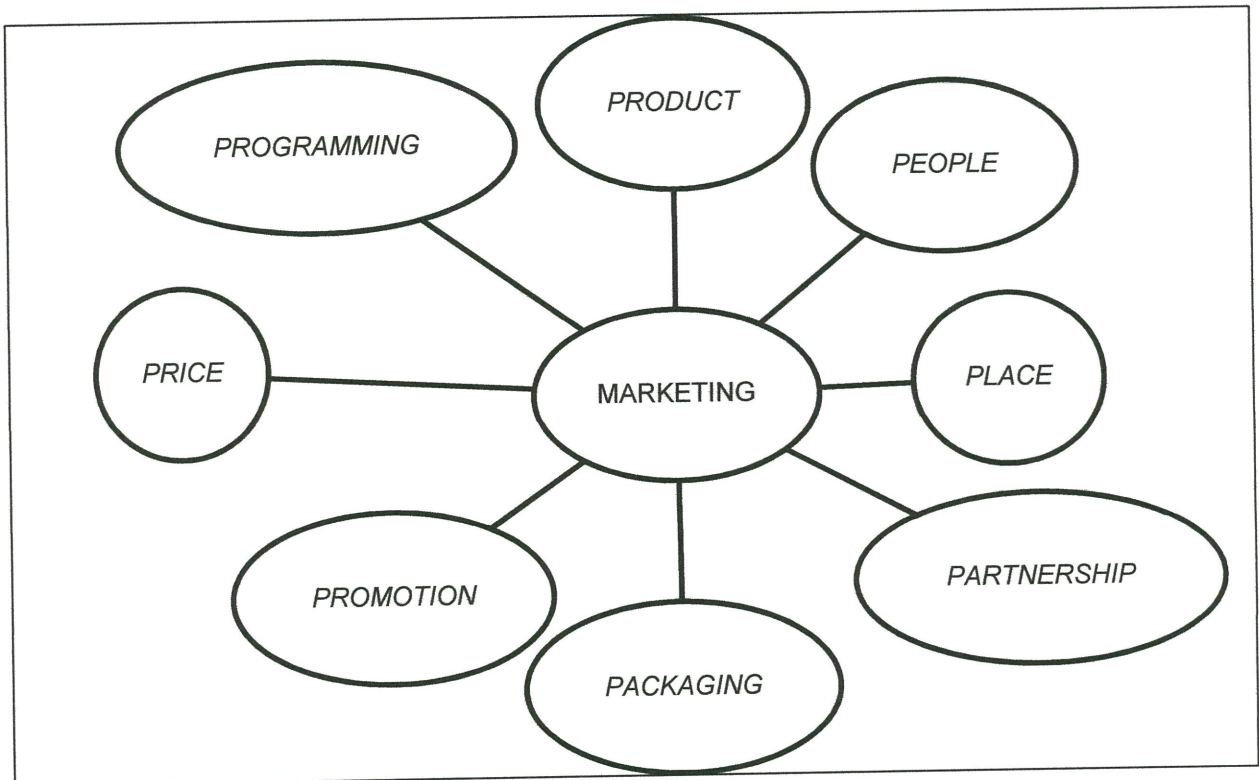 PRODUCT
PROGRAMMING
PEOPLE
PRICE
MARKETING
PLACE
PROMOTION
PARTNERSHIP
PACKAGING